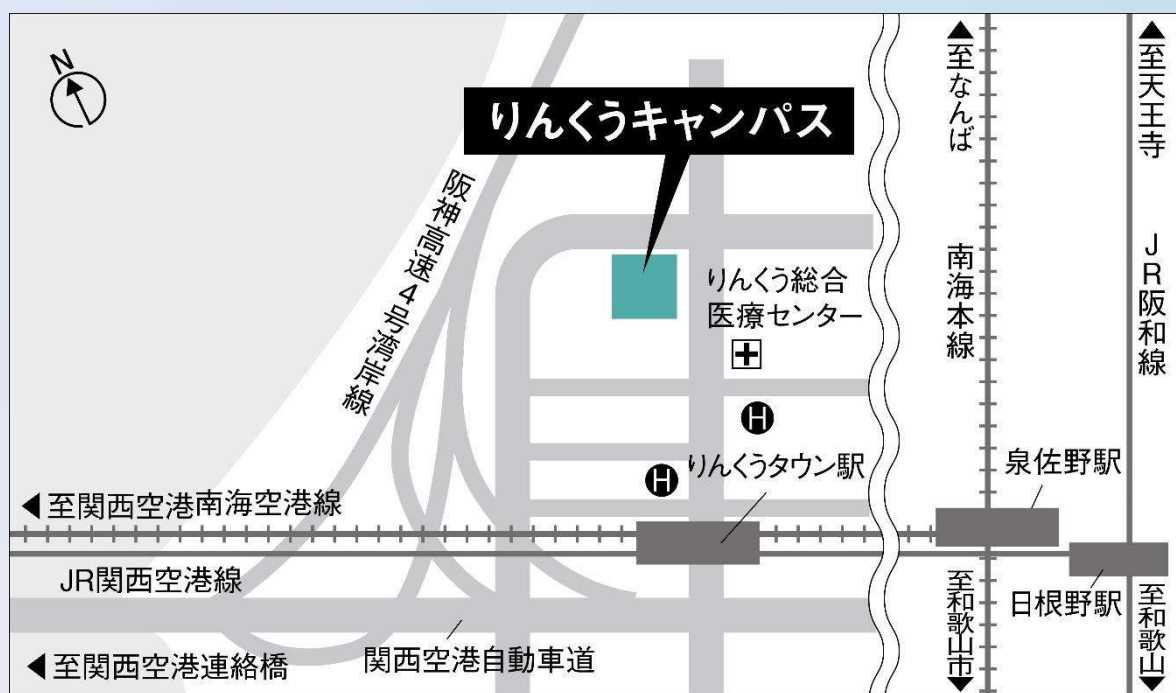 N
りんくうキャンパス
阪神高速4号湾岸線
りんくう総合
医療センター
H
H
りんくうタウン駅
▲至なんば
南海本線
至和歌山市▼
▲至天王寺
JR阪和線
至和歌山▼
泉佐野駅
日根野駅
◀至関西空港
南海空港線
JR関西空港線
◀至関西空港連絡橋
関西空港自動車道